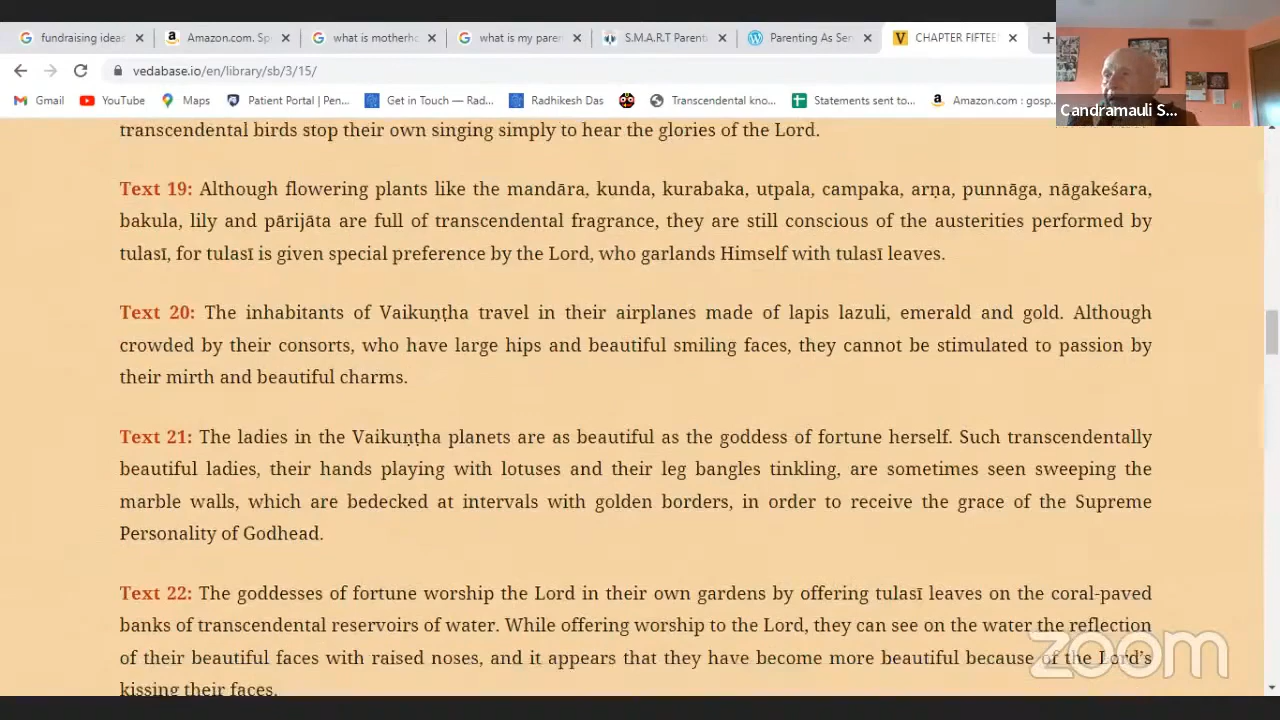 fundraising ideas
Amazon.com. Sp
what is motherho
what is my paren
S.M.A.R.T Parent
Parenting As Ser
CHAPTER FIFTEE
vedabase.io/en/library/sb/3/15/
Gmail
YouTube
Maps
Patient Portal | Pen...
Get in Touch — Rad...
Radhikesh Das
Transcendental kno...
Statements sent to...
Amazon.com : gosp...
Candramauli S...
transcendental birds stop their own singing simply to hear the glories of the Lord.
Text 19: Although flowering plants like the mandāra, kunda, kurabaka, utpala, campaka, arṇa, punnāga, nāgakeśara,
bakula, lily and pārijāta are full of transcendental fragrance, they are still conscious of the austerities performed by
tulasī, for tulasī is given special preference by the Lord, who garlands Himself with tulasī leaves.
Text 20: The inhabitants of Vaikuṇṭha travel in their airplanes made of lapis lazuli, emerald and gold. Although
crowded by their consorts, who have large hips and beautiful smiling faces, they cannot be stimulated to passion by
their mirth and beautiful charms.
Text 21: The ladies in the Vaikuṇṭha planets are as beautiful as the goddess of fortune herself. Such transcendentally
beautiful ladies, their hands playing with lotuses and their leg bangles tinkling, are sometimes seen sweeping the
marble walls, which are bedecked at intervals with golden borders, in order to receive the grace of the Supreme
Personality of Godhead.
Text 22: The goddesses of fortune worship the Lord in their own gardens by offering tulasī leaves on the coral-paved
banks of transcendental reservoirs of water. While offering worship to the Lord, they can see on the water the reflection
of their beautiful faces with raised noses, and it appears that they have become more beautiful because of the Lord’s
kissing their faces.
zoom